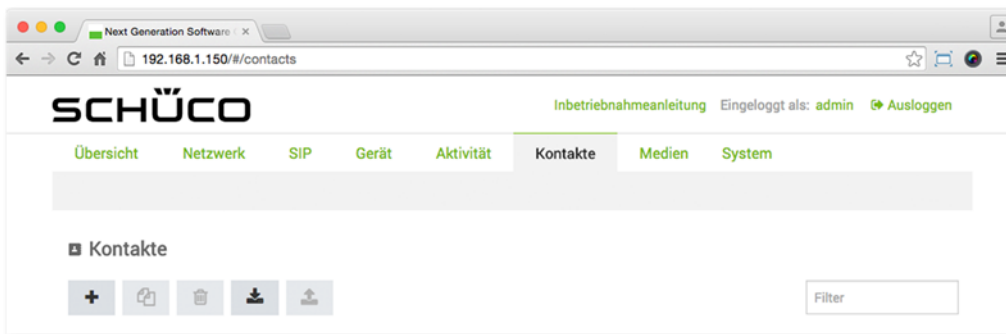 Next Generation Software
192.168.1.150/#/contacts
SCHÜCO
Inbetriebnahmeanleitung Eingeloggt als: admin Ausloggen
Übersicht Netzwerk SIP Gerät Aktivität Kontakte Medien System
Kontakte
Filter